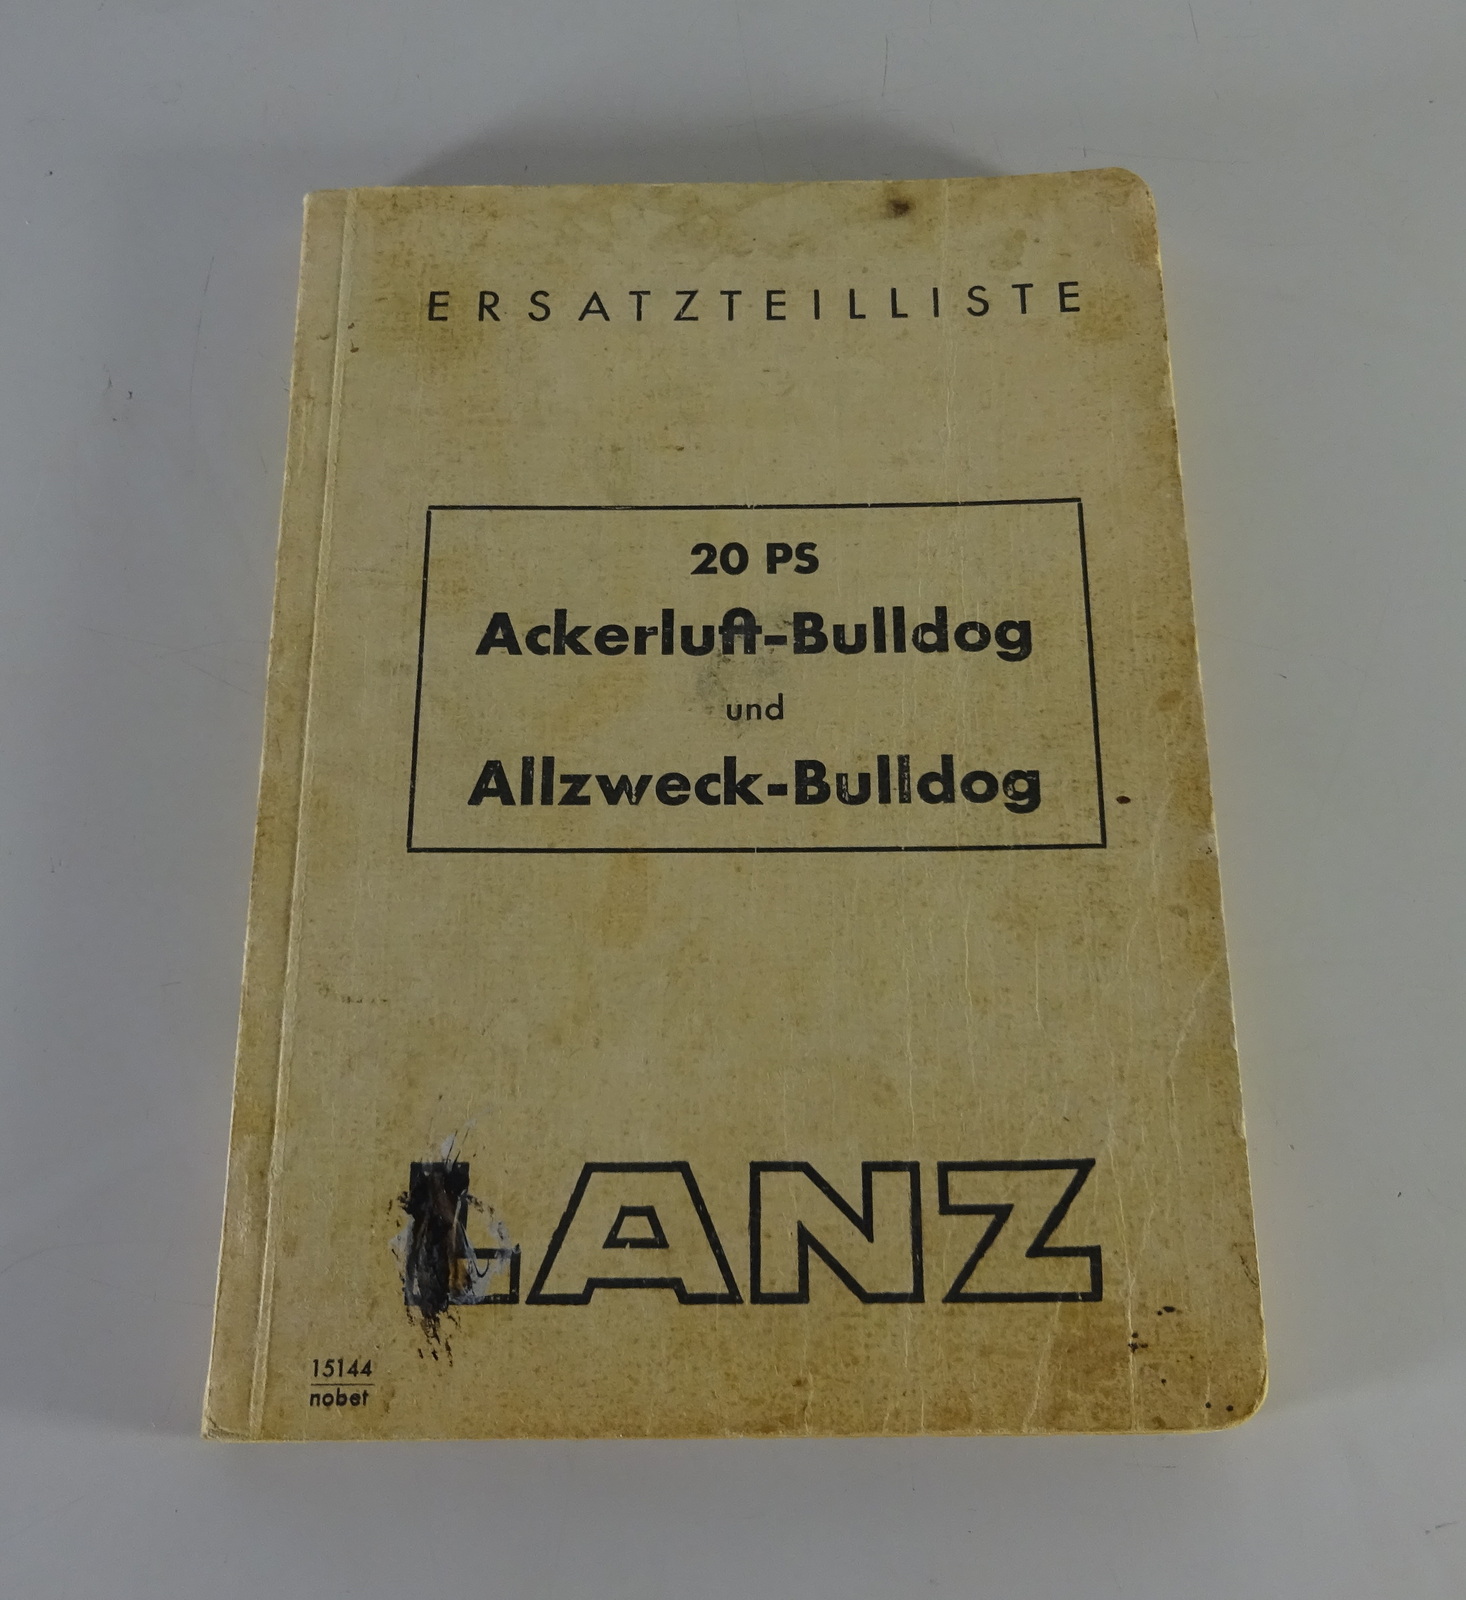 ERSATZTEILLISTE
20 PS
Ackerluft-Bulldog
und
Allzweck-Bulldog
LANZ
15144
nobet